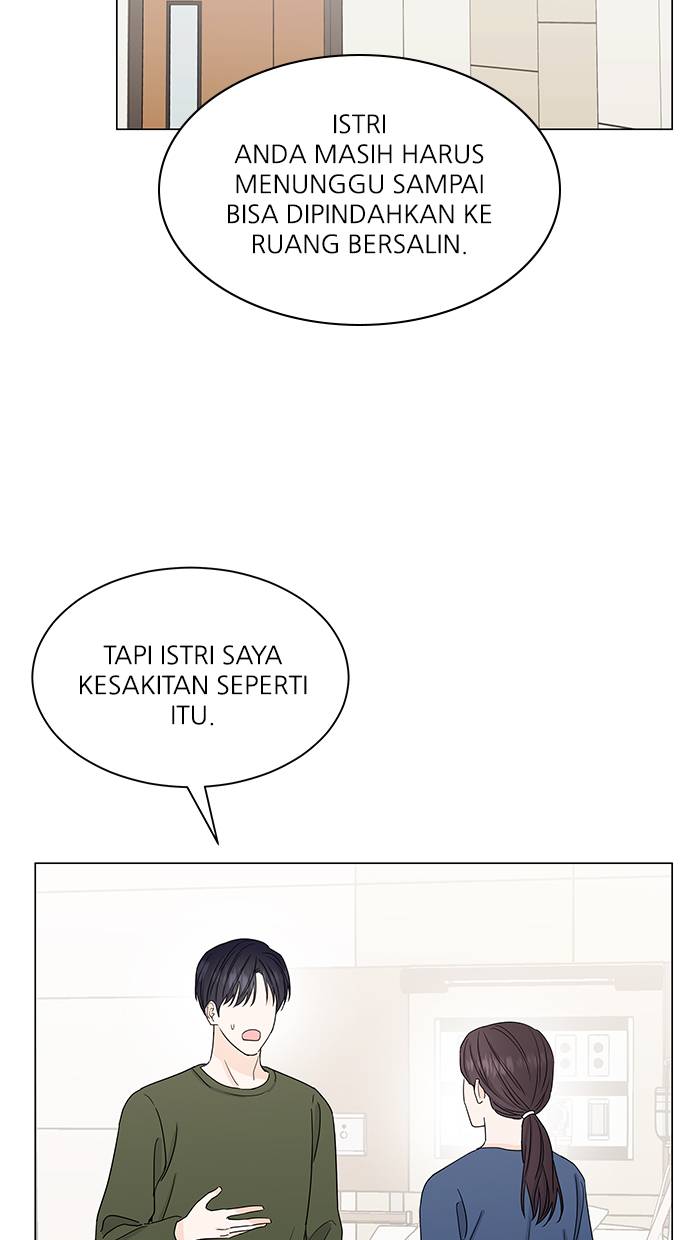 ISTRI
ANDA MASIH HARUS
MENUNGGU SAMPAI
BISA DIPINDAHKAN KE
RUANG BERSALIN.
TAPI ISTRI SAYA
KESAKITAN SEPERTI
ITU.